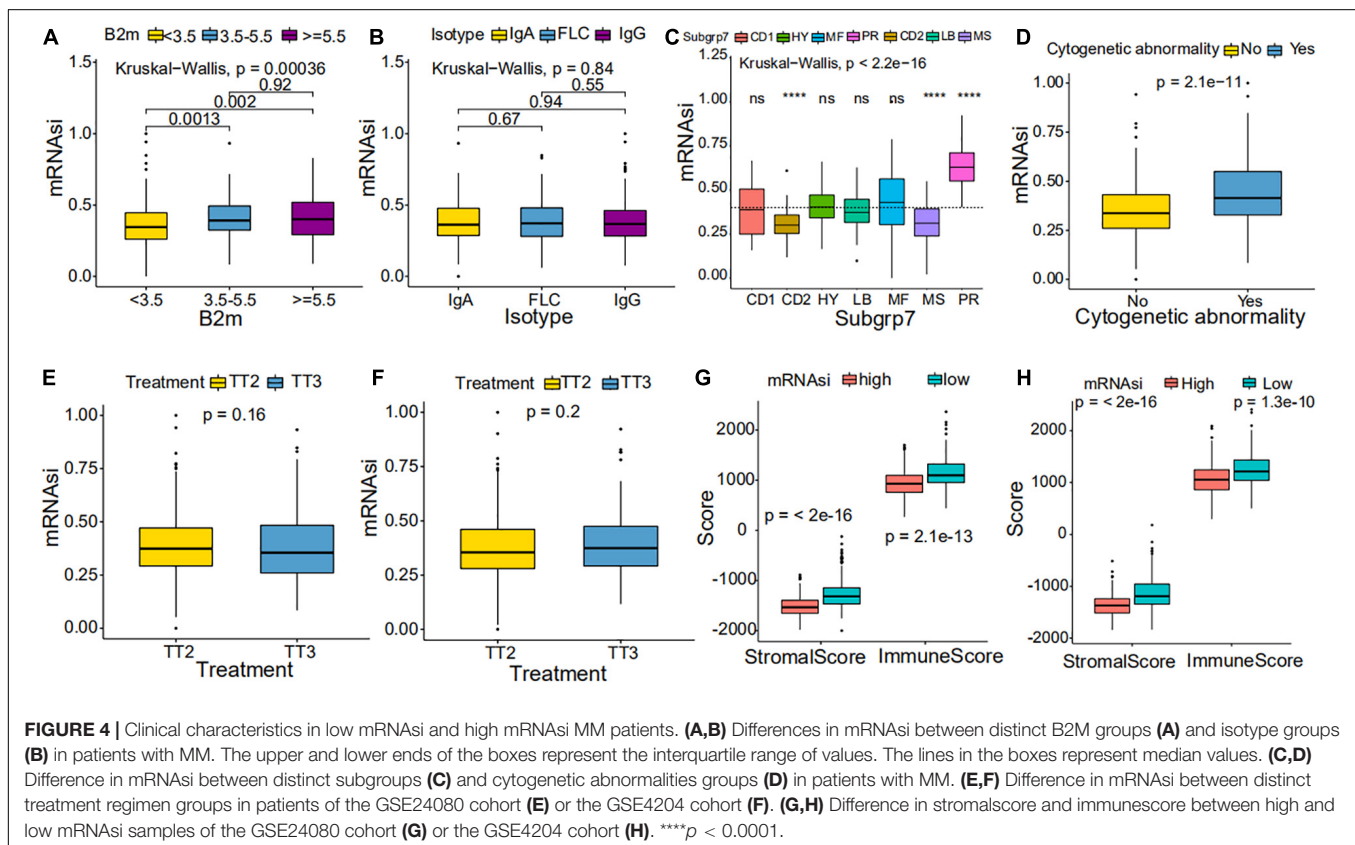 A
B2m <3.5 3.5-5.5 >=5.5
Kruskal-Wallis, p = 0.00036
0.92
0.002
0.0013
mRNAsi
1.5
1.0
0.5
0.0
<3.5 3.5-5.5 >=5.5
B2m
B
Isotype IgA FLC IgG
Kruskal-Wallis, p = 0.84
0.55
0.94
0.67
mRNAsi
1.5
1.0
0.5
0.0
IgA FLC IgG
Isotype
C
Subgrp7 CD1 HY MF PR CD2 LB MS
Kruskal-Wallis, p < 2.2e-16
ns **** ns ns ns **** ****
mRNAsi
1.25
1.00
0.75
0.50
0.25
0.00
CD1 CD2 HY LB MF MS PR
Subgrp7
D
Cytogenetic abnormality No Yes
p = 2.1e-11
mRNAsi
1.00
0.75
0.50
0.25
0.00
No Yes
Cytogenetic abnormality
E
Treatment TT2 TT3
p = 0.16
mRNAsi
1.00
0.75
0.50
0.25
0.00
TT2 TT3
Treatment
F
Treatment TT2 TT3
p = 0.2
mRNAsi
1.00
0.75
0.50
0.25
0.00
TT2 TT3
Treatment
G
mRNAsi high low
p = < 2e-16
p = 2.1e-13
Score
2000
1000
0
-1000
-2000
StromalScore ImmuneScore
H
mRNAsi High Low
p = < 2e-16 p = 1.3e-10
Score
2000
1000
0
-1000
-2000
StromalScore ImmuneScore
FIGURE 4 | Clinical characteristics in low mRNAsi and high mRNAsi MM patients. (A,B) Differences in mRNAsi between distinct B2M groups (A) and isotype groups
(B) in patients with MM. The upper and lower ends of the boxes represent the interquartile range of values. The lines in the boxes represent median values. (C,D)
Difference in mRNAsi between distinct subgroups (C) and cytogenetic abnormalities groups (D) in patients with MM. (E,F) Difference in mRNAsi between distinct
treatment regimen groups in patients of the GSE24080 cohort (E) or the GSE4204 cohort (F). (G,H) Difference in stromalscore and immunescore between high and
low mRNAsi samples of the GSE24080 cohort (G) or the GSE4204 cohort (H). ****p < 0.0001.